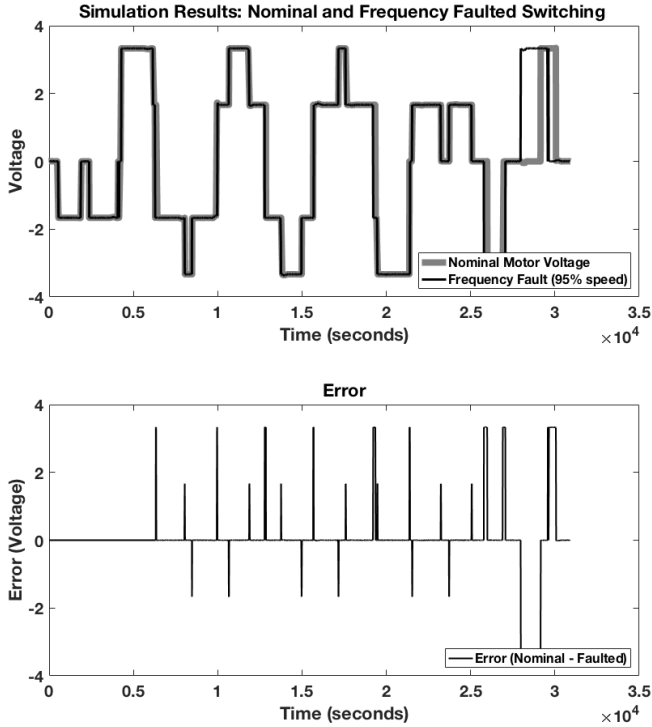 Simulation Results: Nominal and Frequency Faulted Switching
4
2
0
-2
-4
Voltage
Nominal Motor Voltage
Frequency Fault (95% speed)
0 0.5 1 1.5 2 2.5 3 3.5
Time (seconds)
×10^4
Error
4
2
0
-2
-4
Error (Voltage)
Error (Nominal - Faulted)
0 0.5 1 1.5 2 2.5 3 3.5
Time (seconds)
×10^4